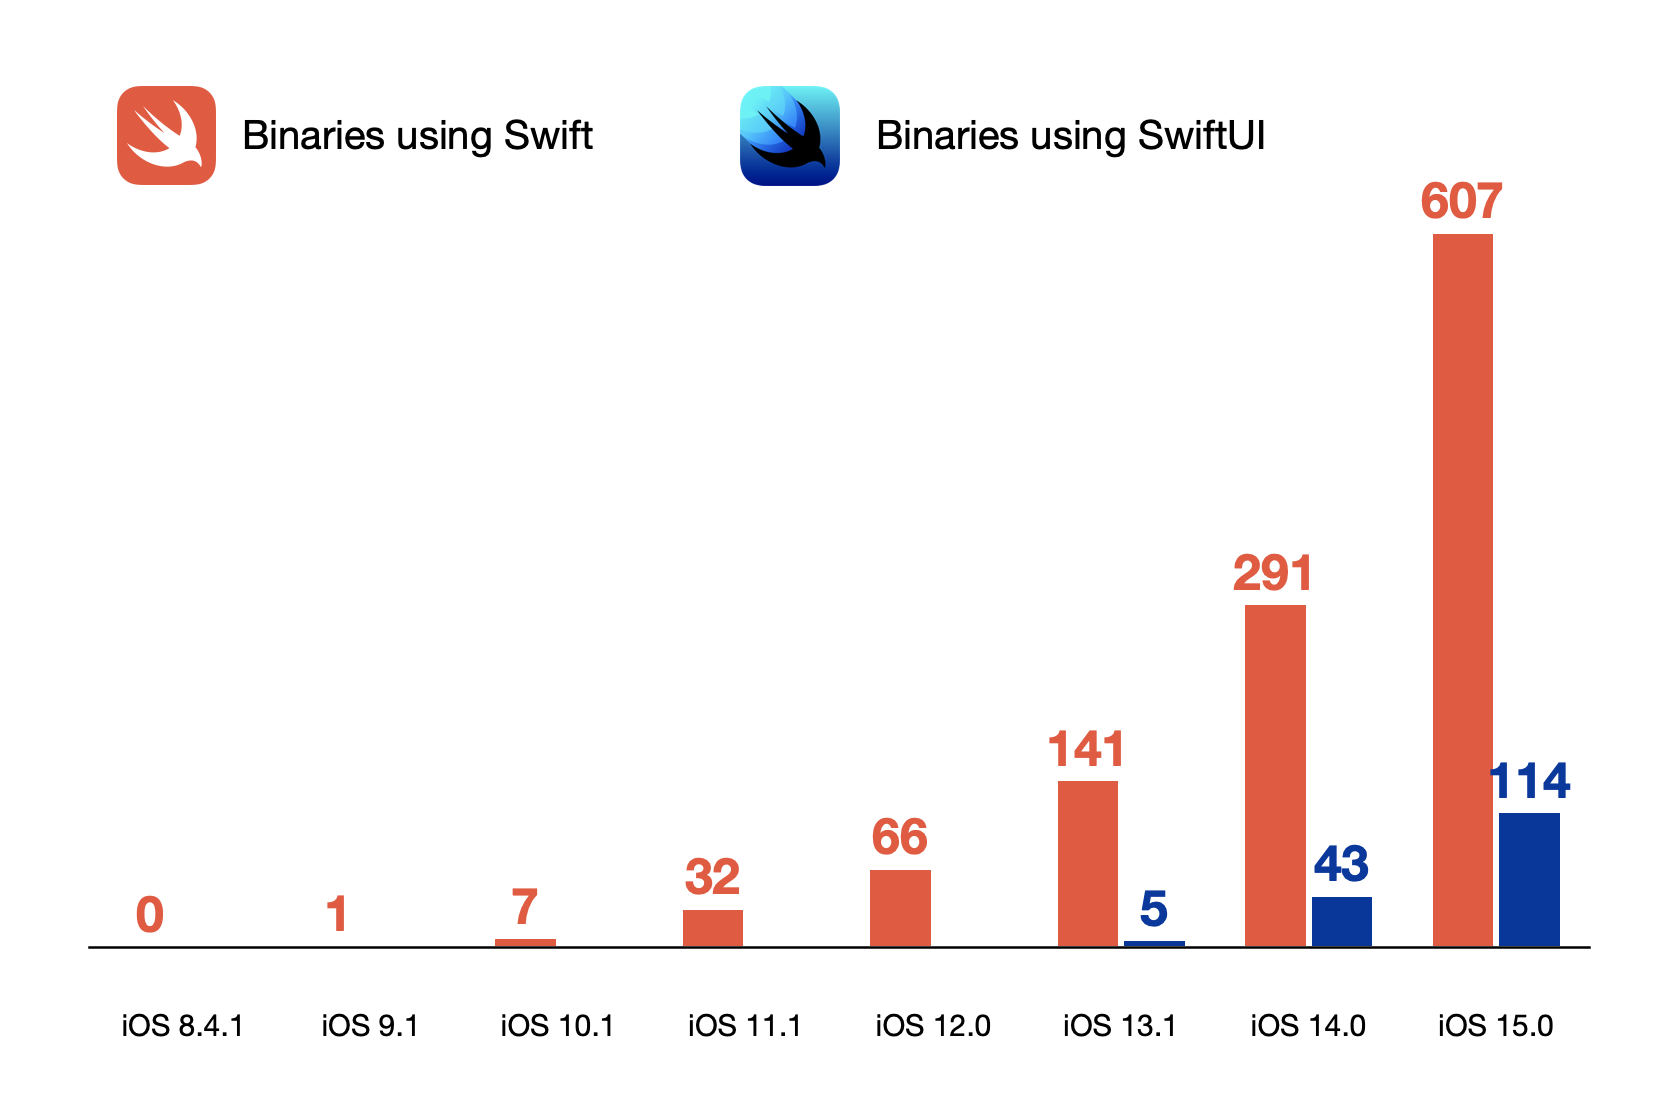 Binaries using Swift
Binaries using SwiftUI
607
291
141
114
66
43
32
5
7
1
0
iOS 8.4.1
iOS 9.1
iOS 10.1
iOS 11.1
iOS 12.0
iOS 13.1
iOS 14.0
iOS 15.0